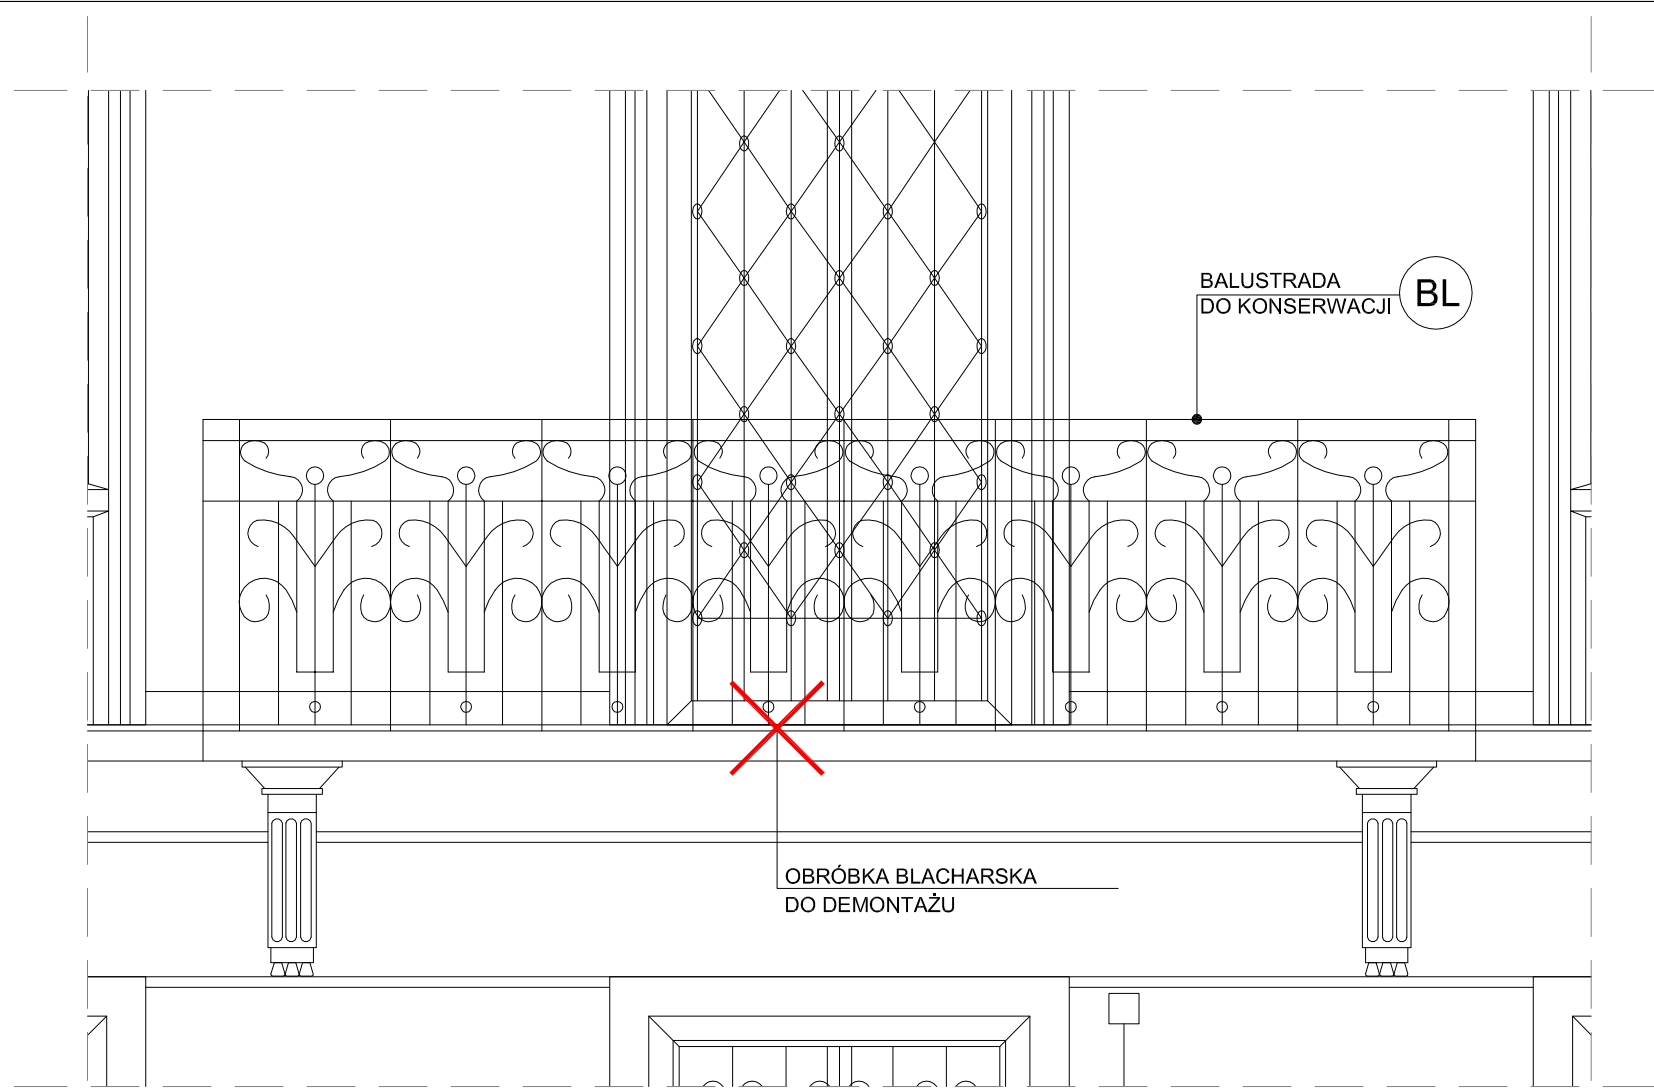 BALUSTRADA
DO KONSERWACJI
BL
OBRÓBKA BLACHARSKA
DO DEMONTAŻU